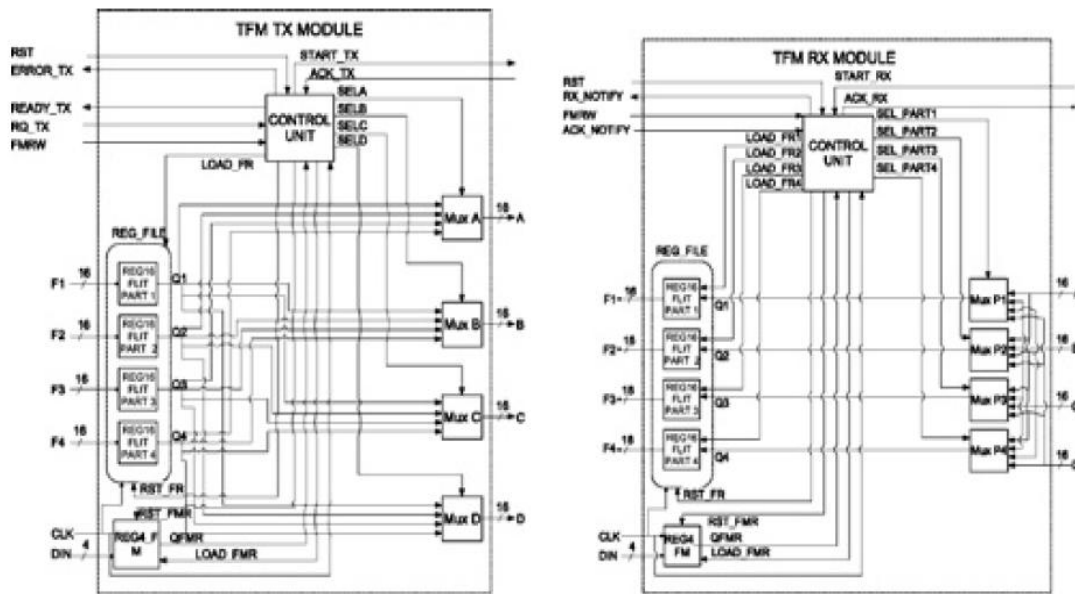 TFM TX MODULE
RST
ERROR_TX
READY_TX
RQ_TX
FMRW
START_TX
ACK_TX
SELA
SELB
SELC
SELD
CONTROL
UNIT
LOAD_FR
REG_FILE
F1
16
REG16
FLIT
PART 1
Q1
F2
16
REG16
FLIT
PART 2
Q2
F3
16
REG16
FLIT
PART 3
Q3
F4
16
REG16
FLIT
PART 4
Q4
Mux A
16
A
Mux B
16
B
Mux C
16
C
Mux D
16
D
RST_FR
RST_FMR
CLK
DIN
4
REG4_F
M
QFMR
LOAD_FMR
TFM RX MODULE
RST
RX_NOTIFY
FMRW
ACK_NOTIFY
START_RX
ACK_RX
SEL_PART1
SEL_PART2
SEL_PART3
SEL_PART4
CONTROL
UNIT
LOAD_FR1
LOAD_FR2
LOAD_FR3
LOAD_FR4
REG_FILE
F1
16
REG16
FLIT
PART 1
Q1
F2
16
REG16
FLIT
PART 2
Q2
F3
16
REG16
FLIT
PART 3
Q3
F4
16
REG16
FLIT
PART 4
Q4
Mux P1
16
Mux P2
16
Mux P3
16
Mux P4
16
RST_FR
RST_FMR
CLK
DIN
4
REG4
FM
QFMR
LOAD_FMR